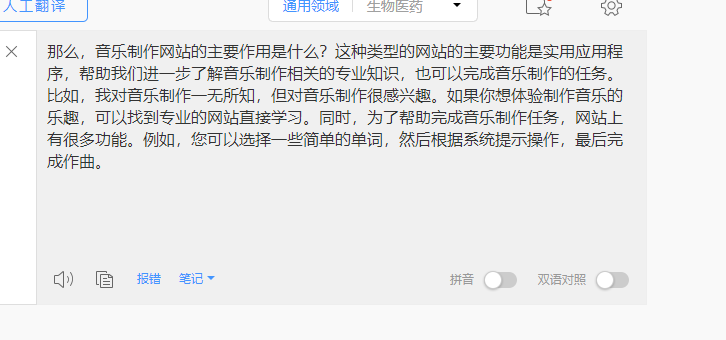 人工翻译
通用领域
生物医药
那么，音乐制作网站的主要作用是什么？这种类型的网站的主要功能是实用应用程
序，帮助我们进一步了解音乐制作相关的专业知识，也可以完成音乐制作的任务。
比如，我对音乐制作一无所知，但对音乐制作很感兴趣。如果你想体验制作音乐的
乐趣，可以找到专业的网站直接学习。同时，为了帮助完成音乐制作任务，网站上
有很多功能。例如，您可以选择一些简单的单词，然后根据系统提示操作，最后完
成作曲。
报错
笔记
拼音
双语对照